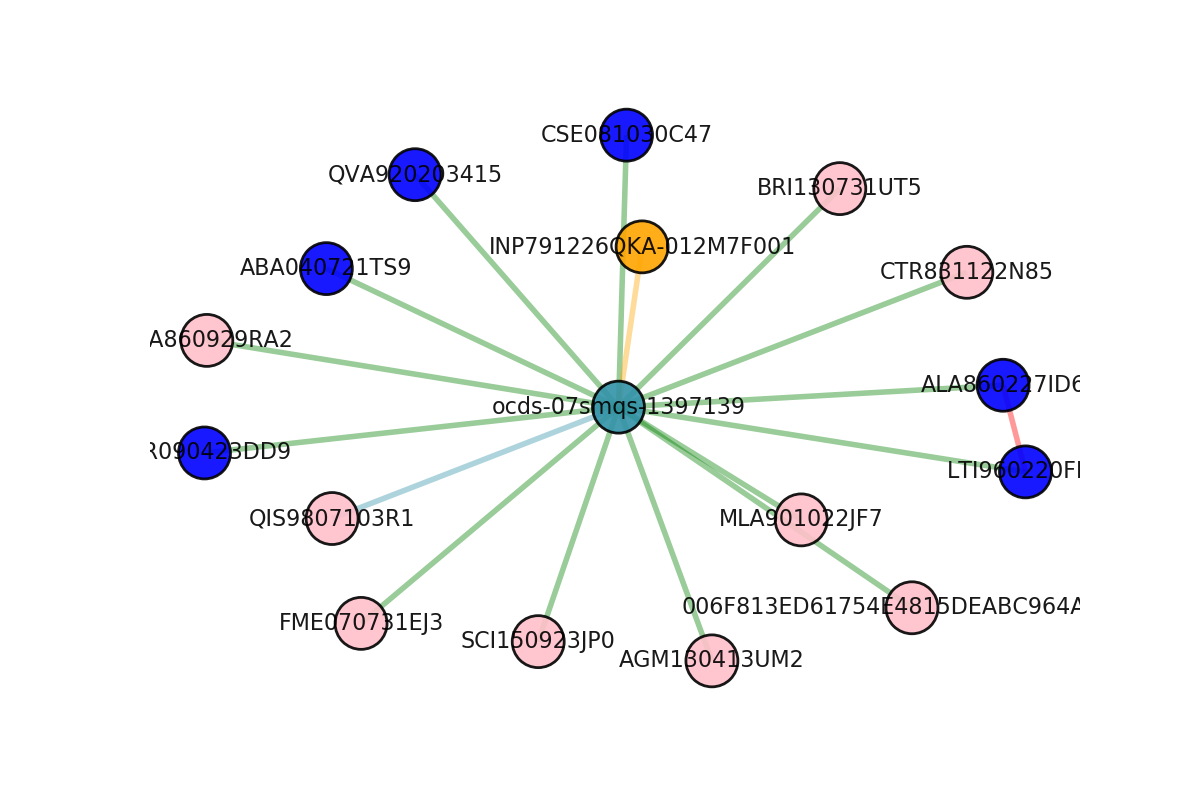 CSE081030C47
QVA920203415
BRI130731UT5
INP791226QKA-012M7F001
ABA040721TS9
CTR831122N85
A860929RA2
ALA860227ID6
ocds-07smqs-1397139
R090423DD9
LTI960220F
QIS9807103R1
MLA901022JF7
006F813ED61754E4815DEABC964A
FME070731EJ3
SCI150923JP0
AGM130413UM2